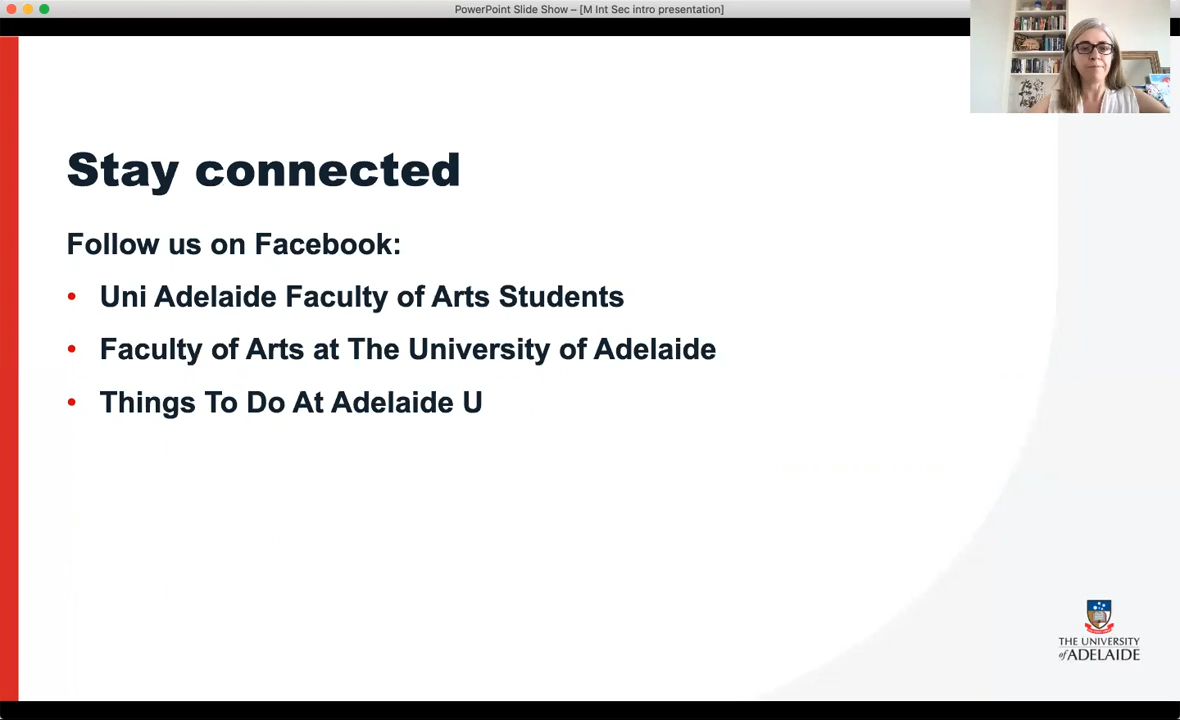 PowerPoint Slide Show – [M Int Sec intro presentation]
Stay connected
Follow us on Facebook:
• Uni Adelaide Faculty of Arts Students
• Faculty of Arts at The University of Adelaide
• Things To Do At Adelaide U
THE UNIVERSITY
of ADELAIDE